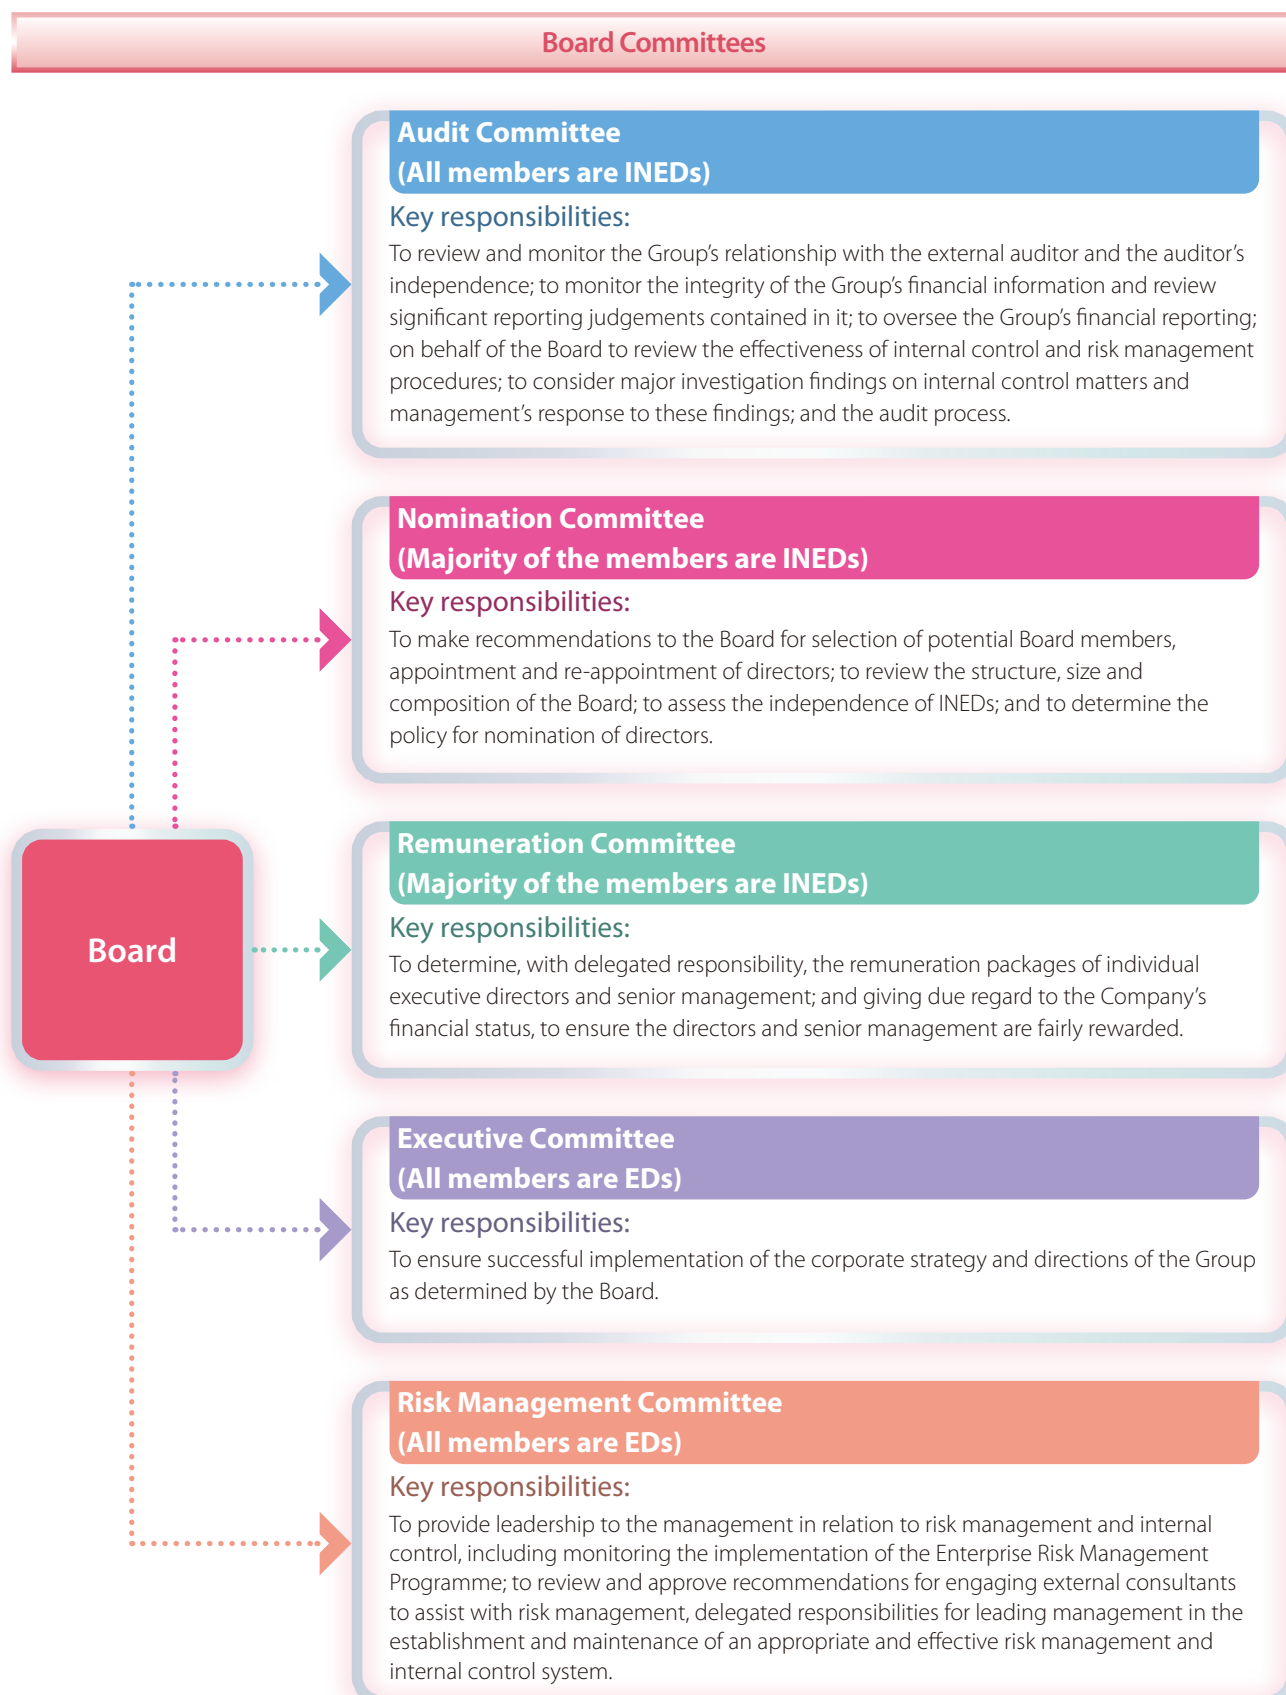 Board Committees
Audit Committee
(All members are INEDs)
Key responsibilities:
To review and monitor the Group’s relationship with the external auditor and the auditor’s
independence; to monitor the integrity of the Group’s financial information and review
significant reporting judgements contained in it; to oversee the Group’s financial reporting;
on behalf of the Board to review the effectiveness of internal control and risk management
procedures; to consider major investigation findings on internal control matters and
management’s response to these findings; and the audit process.
Nomination Committee
(Majority of the members are INEDs)
Key responsibilities:
To make recommendations to the Board for selection of potential Board members,
appointment and re-appointment of directors; to review the structure, size and
composition of the Board; to assess the independence of INEDs; and to determine the
policy for nomination of directors.
Board
Remuneration Committee
(Majority of the members are INEDs)
Key responsibilities:
To determine, with delegated responsibility, the remuneration packages of individual
executive directors and senior management; and giving due regard to the Company’s
financial status, to ensure the directors and senior management are fairly rewarded.
Executive Committee
(All members are EDs)
Key responsibilities:
To ensure successful implementation of the corporate strategy and directions of the Group
as determined by the Board.
Risk Management Committee
(All members are EDs)
Key responsibilities:
To provide leadership to the management in relation to risk management and internal
control, including monitoring the implementation of the Enterprise Risk Management
Programme; to review and approve recommendations for engaging external consultants
to assist with risk management, delegated responsibilities for leading management in the
establishment and maintenance of an appropriate and effective risk management and
internal control system.